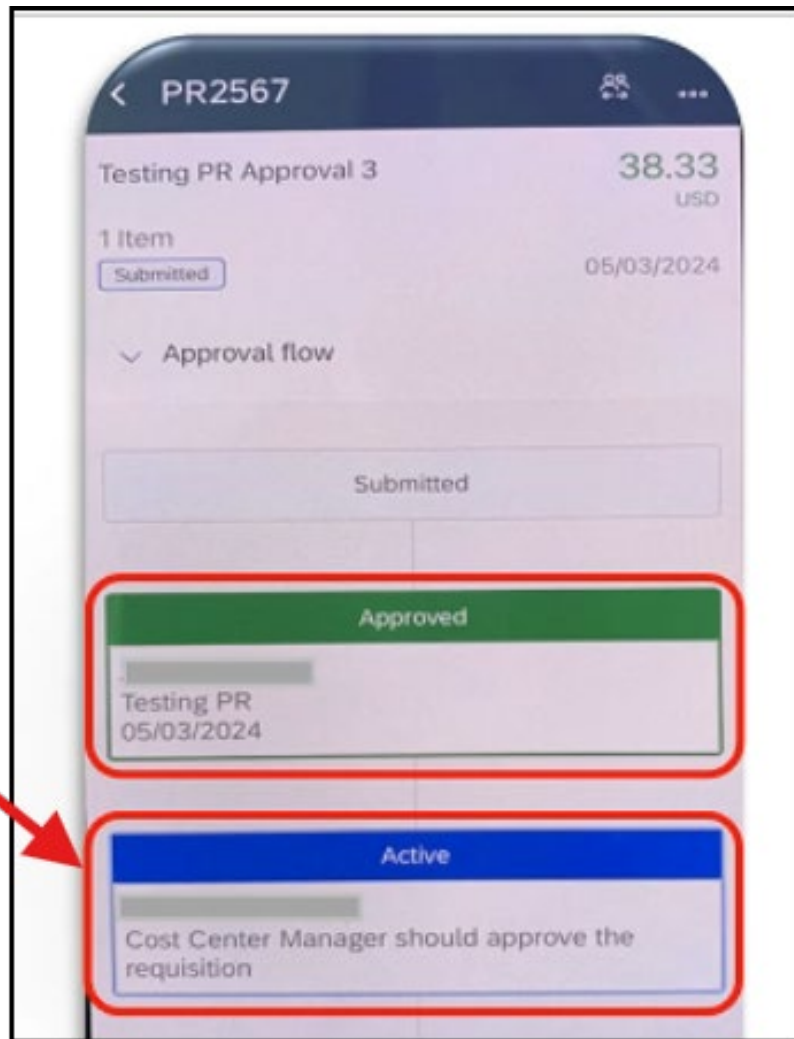 PR2567
Testing PR Approval 3
38.33
USD
1 Item
Submitted
05/03/2024
Approval flow
Submitted
Approved
Testing PR
05/03/2024
Active
Cost Center Manager should approve the
requisition